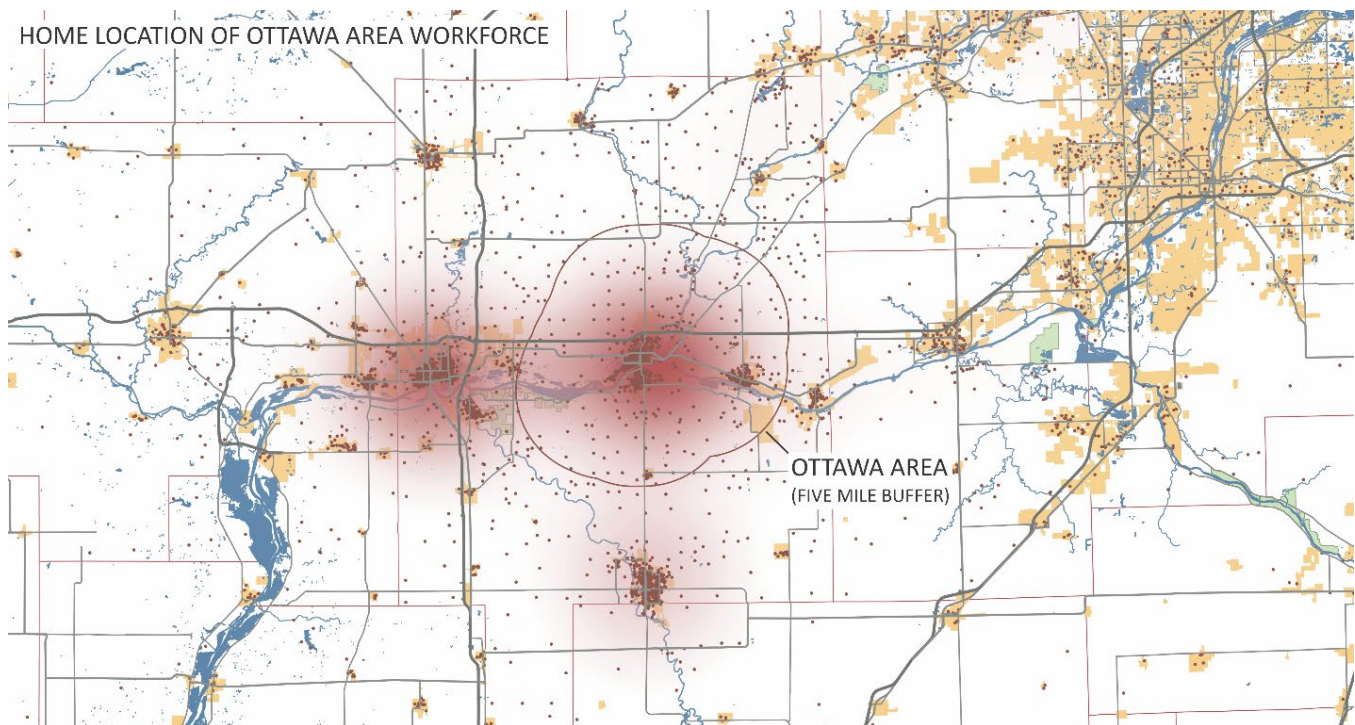 HOME LOCATION OF OTTAWA AREA WORKFORCE
OTTAWA AREA
(FIVE MILE BUFFER)